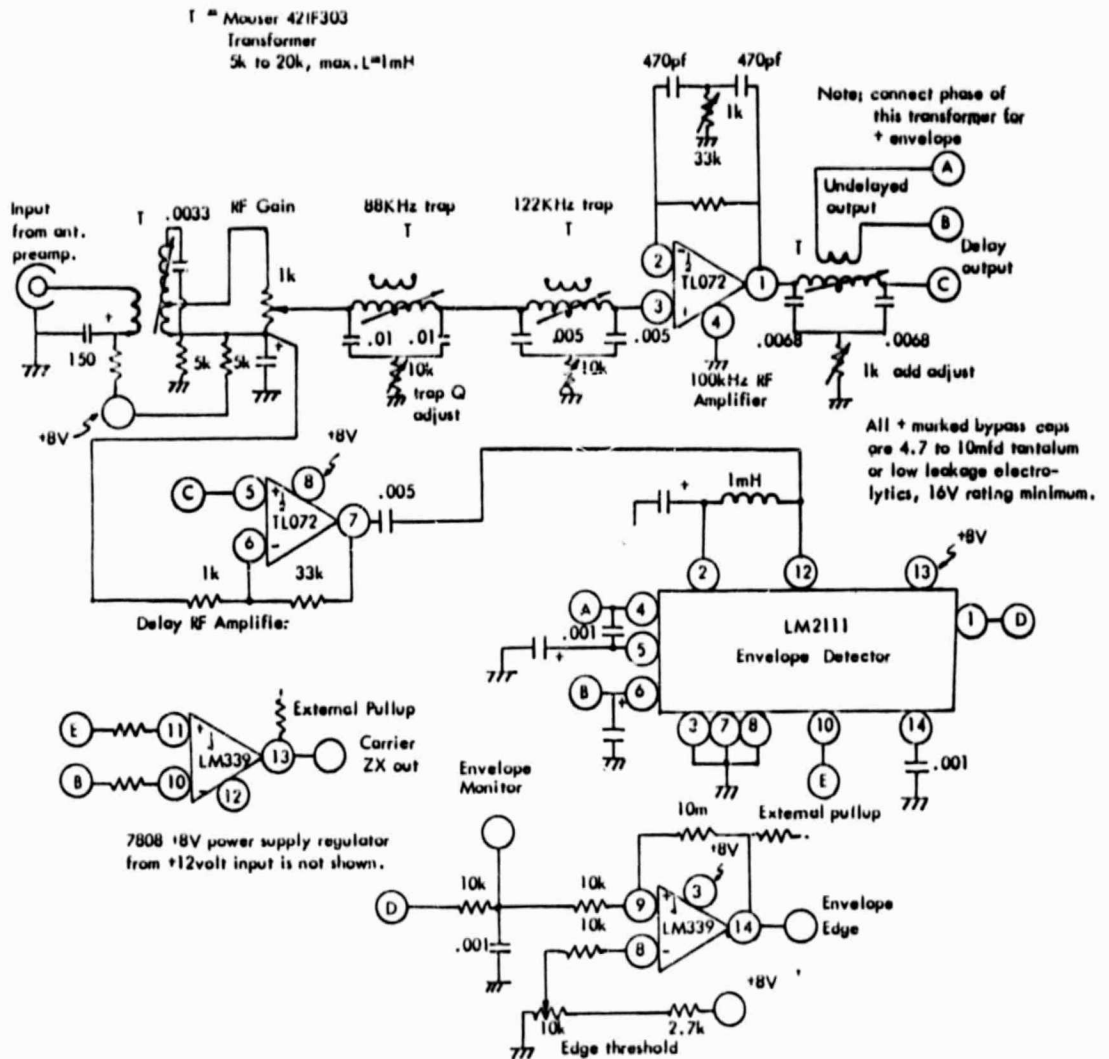 T = Mouser 421F303
Transformer
5k to 20k, max. L=1mH
470pf
470pf
1k
33k
Note; connect phase of
this transformer for
+ envelope
A
Undelayed
output
B
Delay
output
C
Input
from ant.
preamp.
T
.0033
RF Gain
1k
88KHz trap
T
122KHz trap
T
2
3
-
+
½
TL072
1
4
T
+
150
5k
5k
+
+8V
.01
.01
10k
trap Q
adjust
.005
.005
10k
100kHz RF
Amplifier
.0068
.0068
1k add adjust
All + marked bypass caps
are 4.7 to 10mfd tantalum
or low leakage electro-
lytics, 16V rating minimum.
+8V
C
5
8
+
½
TL072
7
.005
6
-
1k
33k
Delay RF Amplifier
+
1mH
+8V
2
12
13
A
4
.001
5
+
B
6
+
LM2111
Envelope Detector
1
D
3
7
8
10
14
E
.001
E
11
+
LM339
13
External Pullup
Carrier
ZX out
B
10
-
12
7808 +8V power supply regulator
from +12volt input is not shown.
Envelope
Monitor
10m
External pullup
+8V
D
10k
10k
9
+
3
LM339
14
Envelope
Edge
10k
8
-
.001
+8V
10k
2.7k
Edge threshold